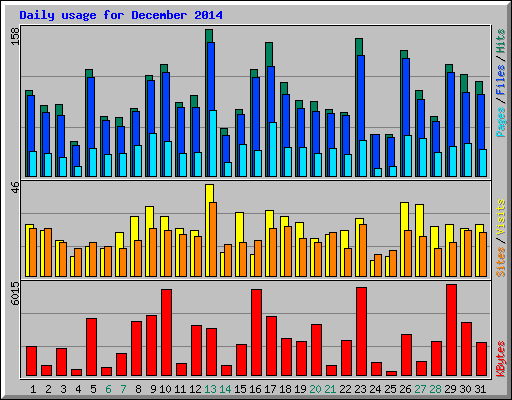 Daily usage for December 2014
158
Pages / Files / Hits
46
Sites / Visits
6015
KBytes
1 2 3 4 5 6 7 8 9 10 11 12 13 14 15 16 17 18 19 20 21 22 23 24 25 26 27 28 29 30 31